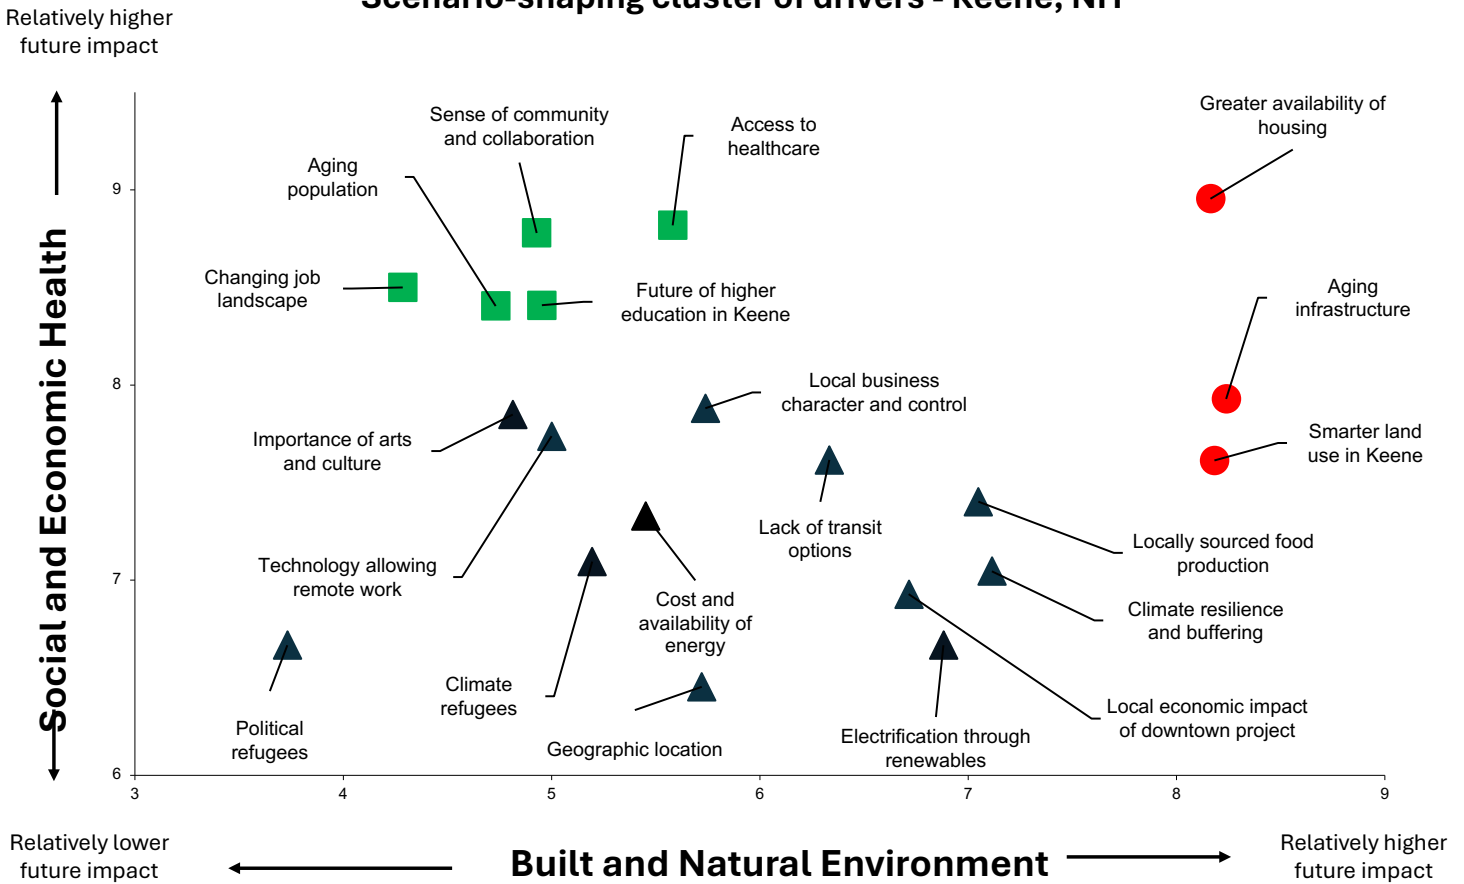 Scenario-shaping cluster of drivers - Keene, NH
Relatively higher
future impact
Social and Economic Health
9
8
7
6
Sense of community
and collaboration
Access to
healthcare
Greater availability of
housing
Aging
population
Changing job
landscape
Future of higher
education in Keene
Aging
infrastructure
Local business
character and control
Importance of arts
and culture
Smarter land
use in Keene
Lack of transit
options
Locally sourced food
production
Technology allowing
remote work
Cost and
availability of
energy
Climate resilience
and buffering
Climate
refugees
Political
refugees
Geographic location
Electrification through
renewables
Local economic impact
of downtown project
3
4
5
6
7
8
9
Relatively lower
future impact
Built and Natural Environment
Relatively higher
future impact